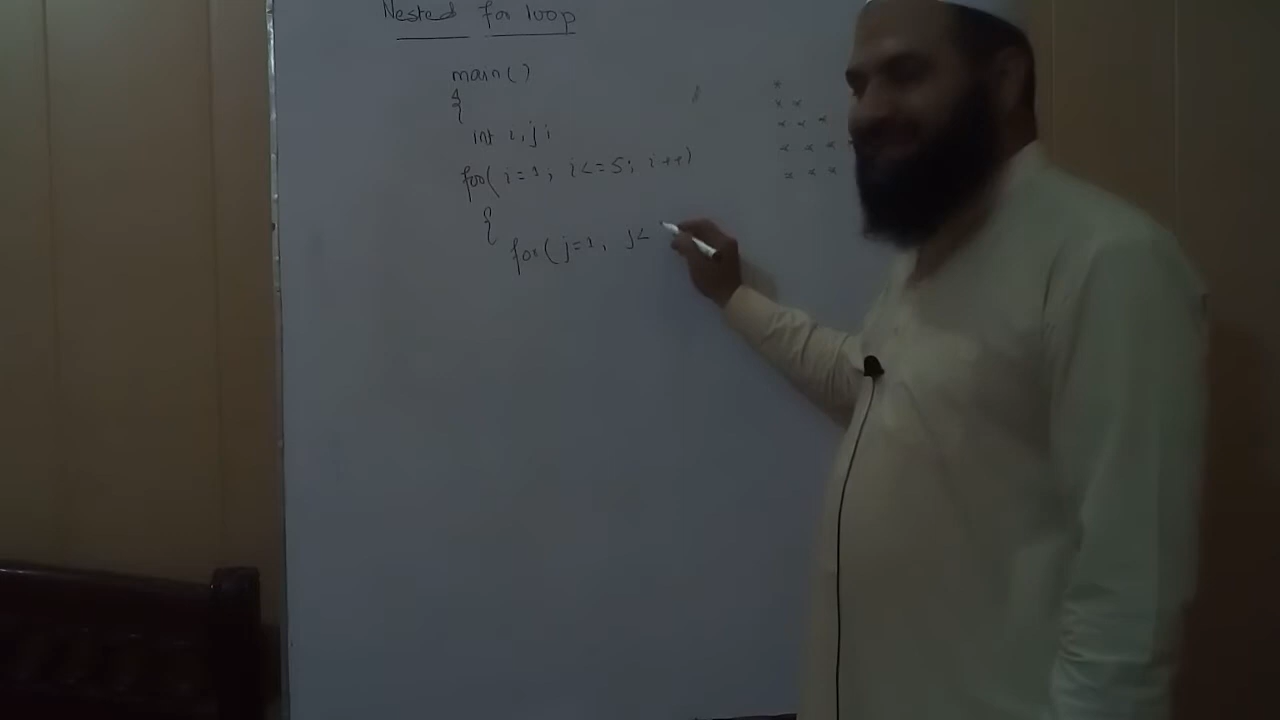 Nested for loop
main()
{
int i,j;
for( i=1; i<=5; i++)
{
for( j=1; j<
*
* *
* * *
* * *
* * *